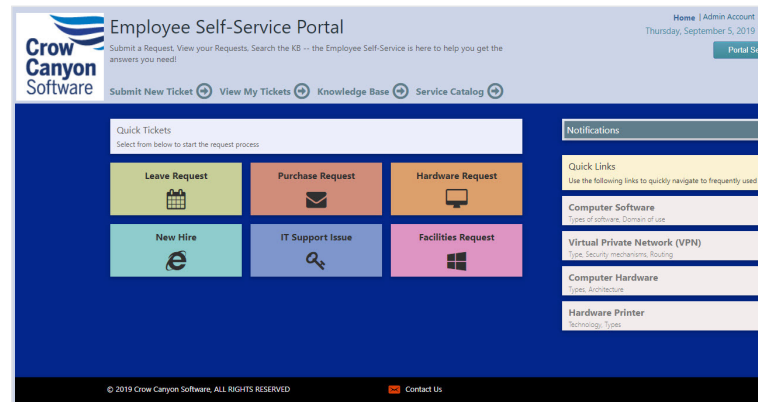 Crow
Canyon
Software
Employee Self-Service Portal
Submit a Request, View your Requests, Search the KB -- the Employee Self-Service is here to help you get the
answers you need!
Submit New Ticket View My Tickets Knowledge Base Service Catalog
Home | Admin Account
Thursday, September 5, 2019
Portal Se
Quick Tickets
Select from below to start the request process
Leave Request Purchase Request Hardware Request
New Hire IT Support Issue Facilities Request
Notifications
Quick Links
Use the following links to quickly navigate to frequently used
Computer Software
Types of software, Domain of use
Virtual Private Network (VPN)
Type, Security mechanisms, Routing
Computer Hardware
Types, Architecture
Hardware Printer
Technology, Types
© 2019 Crow Canyon Software, ALL RIGHTS RESERVED Contact Us